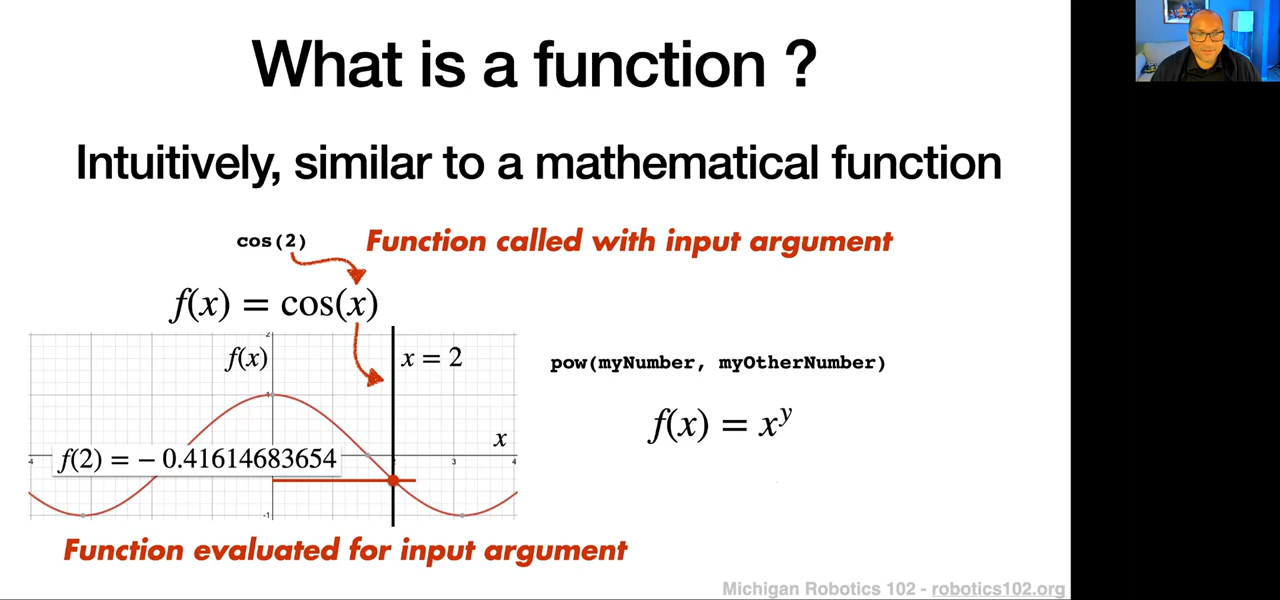 What is a function ?
Intuitively, similar to a mathematical function
cos(2)
Function called with input argument
f(x) = cos(x)
2
f(x)
x = 2
pow(myNumber, myOtherNumber)
1
f(x) = x^y
x
f(2) = − 0.41614683654
4
2
3
4
-1
Function evaluated for input argument
Michigan Robotics 102 - robotics102.org